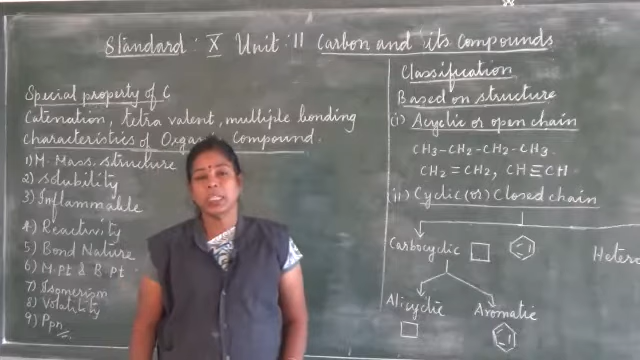 Standard : X Unit : 11 Carbon and its Compounds
Special property of C
Catenation, tetra valent, multiple bonding
characteristics of Organic Compound.
1) M. Mass. structure
2) Solubility
3) Inflammable
4) Reactivity
5) Bond Nature
6) M.Pt & B.Pt.
7) Isomerism
8) Volatility
9) Ppn
Classification
Based on structure
(i) Acyclic or open chain
CH3-CH2-CH2-CH3.
CH2=CH2, CH≡CH.
(ii) Cyclic (or) Closed chain
Carbocyclic
Hetero
Alicyclic Aromatic